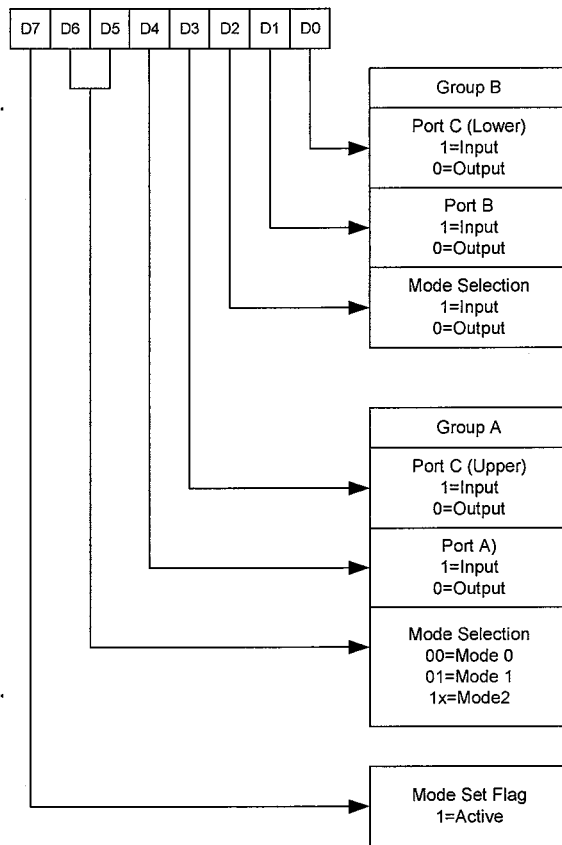 D7 D6 D5 D4 D3 D2 D1 D0
Group B
Port C (Lower)
1=Input
0=Output
Port B
1=Input
0=Output
Mode Selection
1=Input
0=Output
Group A
Port C (Upper)
1=Input
0=Output
Port A)
1=Input
0=Output
Mode Selection
00=Mode 0
01=Mode 1
1x=Mode2
Mode Set Flag
1=Active